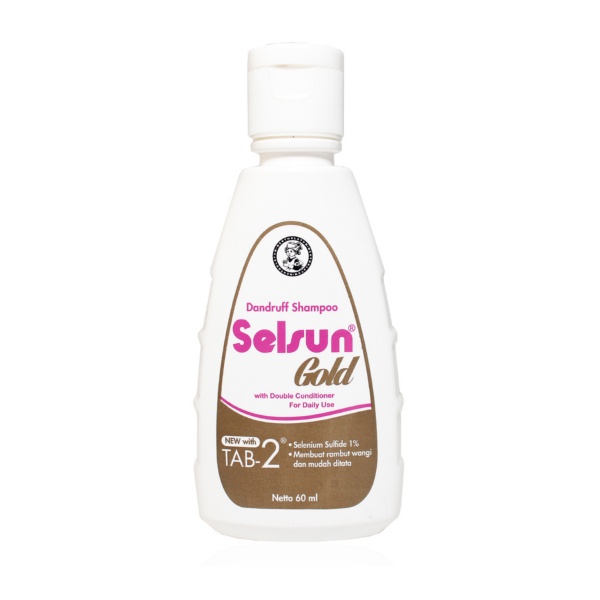 Dandruff Shampoo
Selsun®
Gold
with Double Conditioner
For Daily Use
NEW with
TAB-2®
• Selenium Sulfide 1%
• Membuat rambut wangi
dan mudah ditata
Netto 60 ml